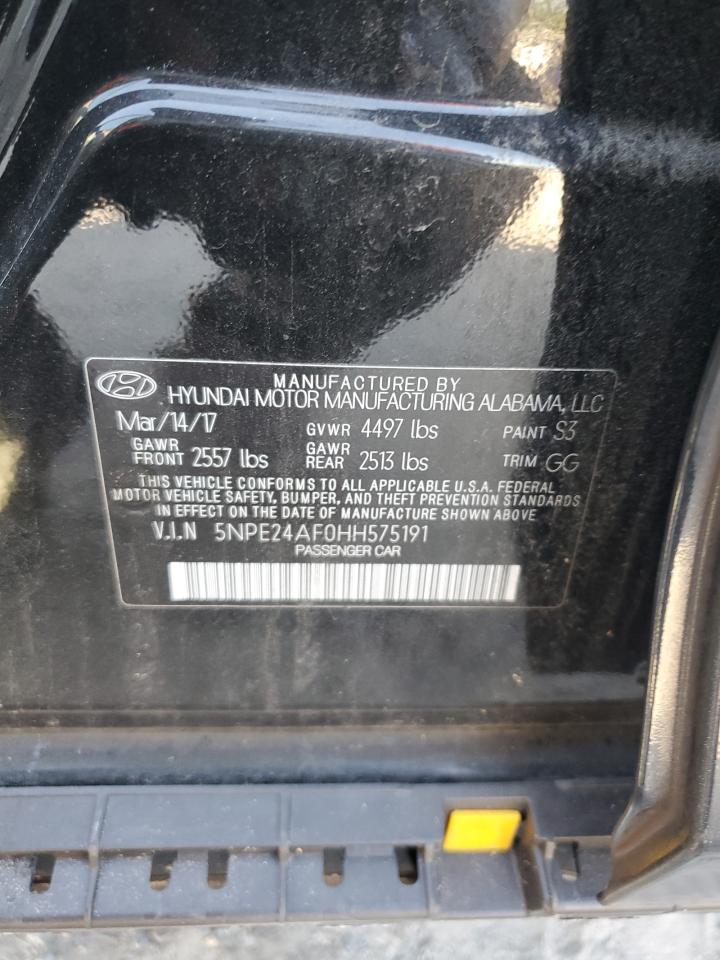 MANUFACTURED BY
HYUNDAI MOTOR MANUFACTURING ALABAMA, LLC
Mar/14/17 GVWR 4497 lbs PAINT S3
GAWR FRONT 2557 lbs GAWR REAR 2513 lbs TRIM GG
THIS VEHICLE CONFORMS TO ALL APPLICABLE U.S.A. FEDERAL
MOTOR VEHICLE SAFETY, BUMPER, AND THEFT PREVENTION STANDARDS
IN EFFECT ON THE DATE OF MANUFACTURE SHOWN ABOVE
V.I.N 5NPE24AF0HH575191
PASSENGER CAR